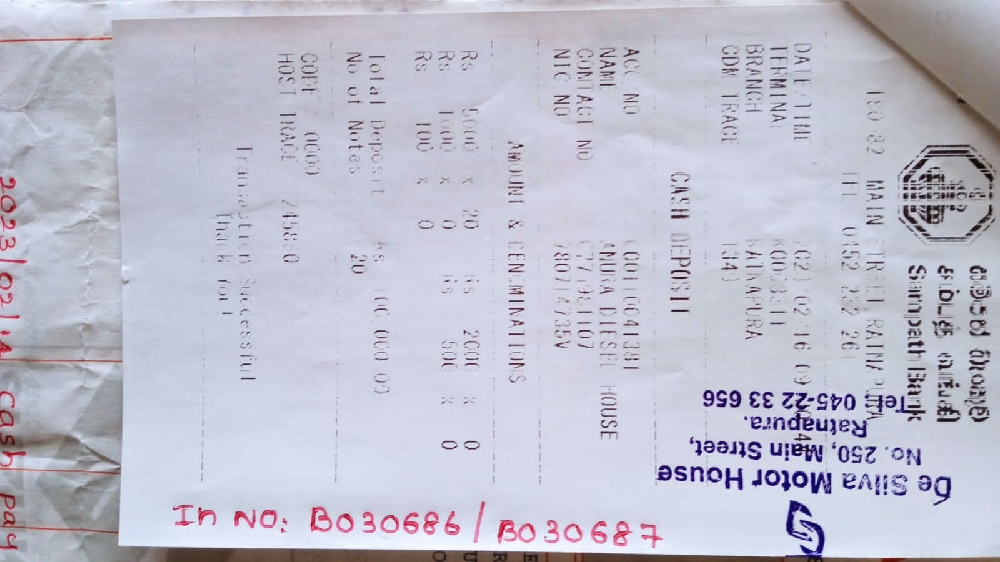 සම්පත් බැංකුව
சம்பத் வங்கி
Sampath Bank
180-82 MAIN STREET RATNAPURA
TEL 0452 232 26
DATE/TIME
TERMINAL
BRANCH RATNAPURA
CDM TRACE
CASH DEPOSIT
ACC NO
NAME ANURA DIESEL HOUSE
CONTACT NO
NIC NO
AMOUNT & DENOMINATIONS
Rs 5000 x 20 Rs 2000 x 0
Rs 1000 x 0 Rs 500 x 0
Rs 100 x 0
Total Deposit Rs 100 000.00
No of Notes 20
CODE 0000
HOST TRACE
Transaction Successful
Thank You!
De Silva Motor House
No. 250, Main Street,
Ratnapura.
Tel: 045-22 33 656
In NO: B030686/B030687
2023/02/14 Cash pay